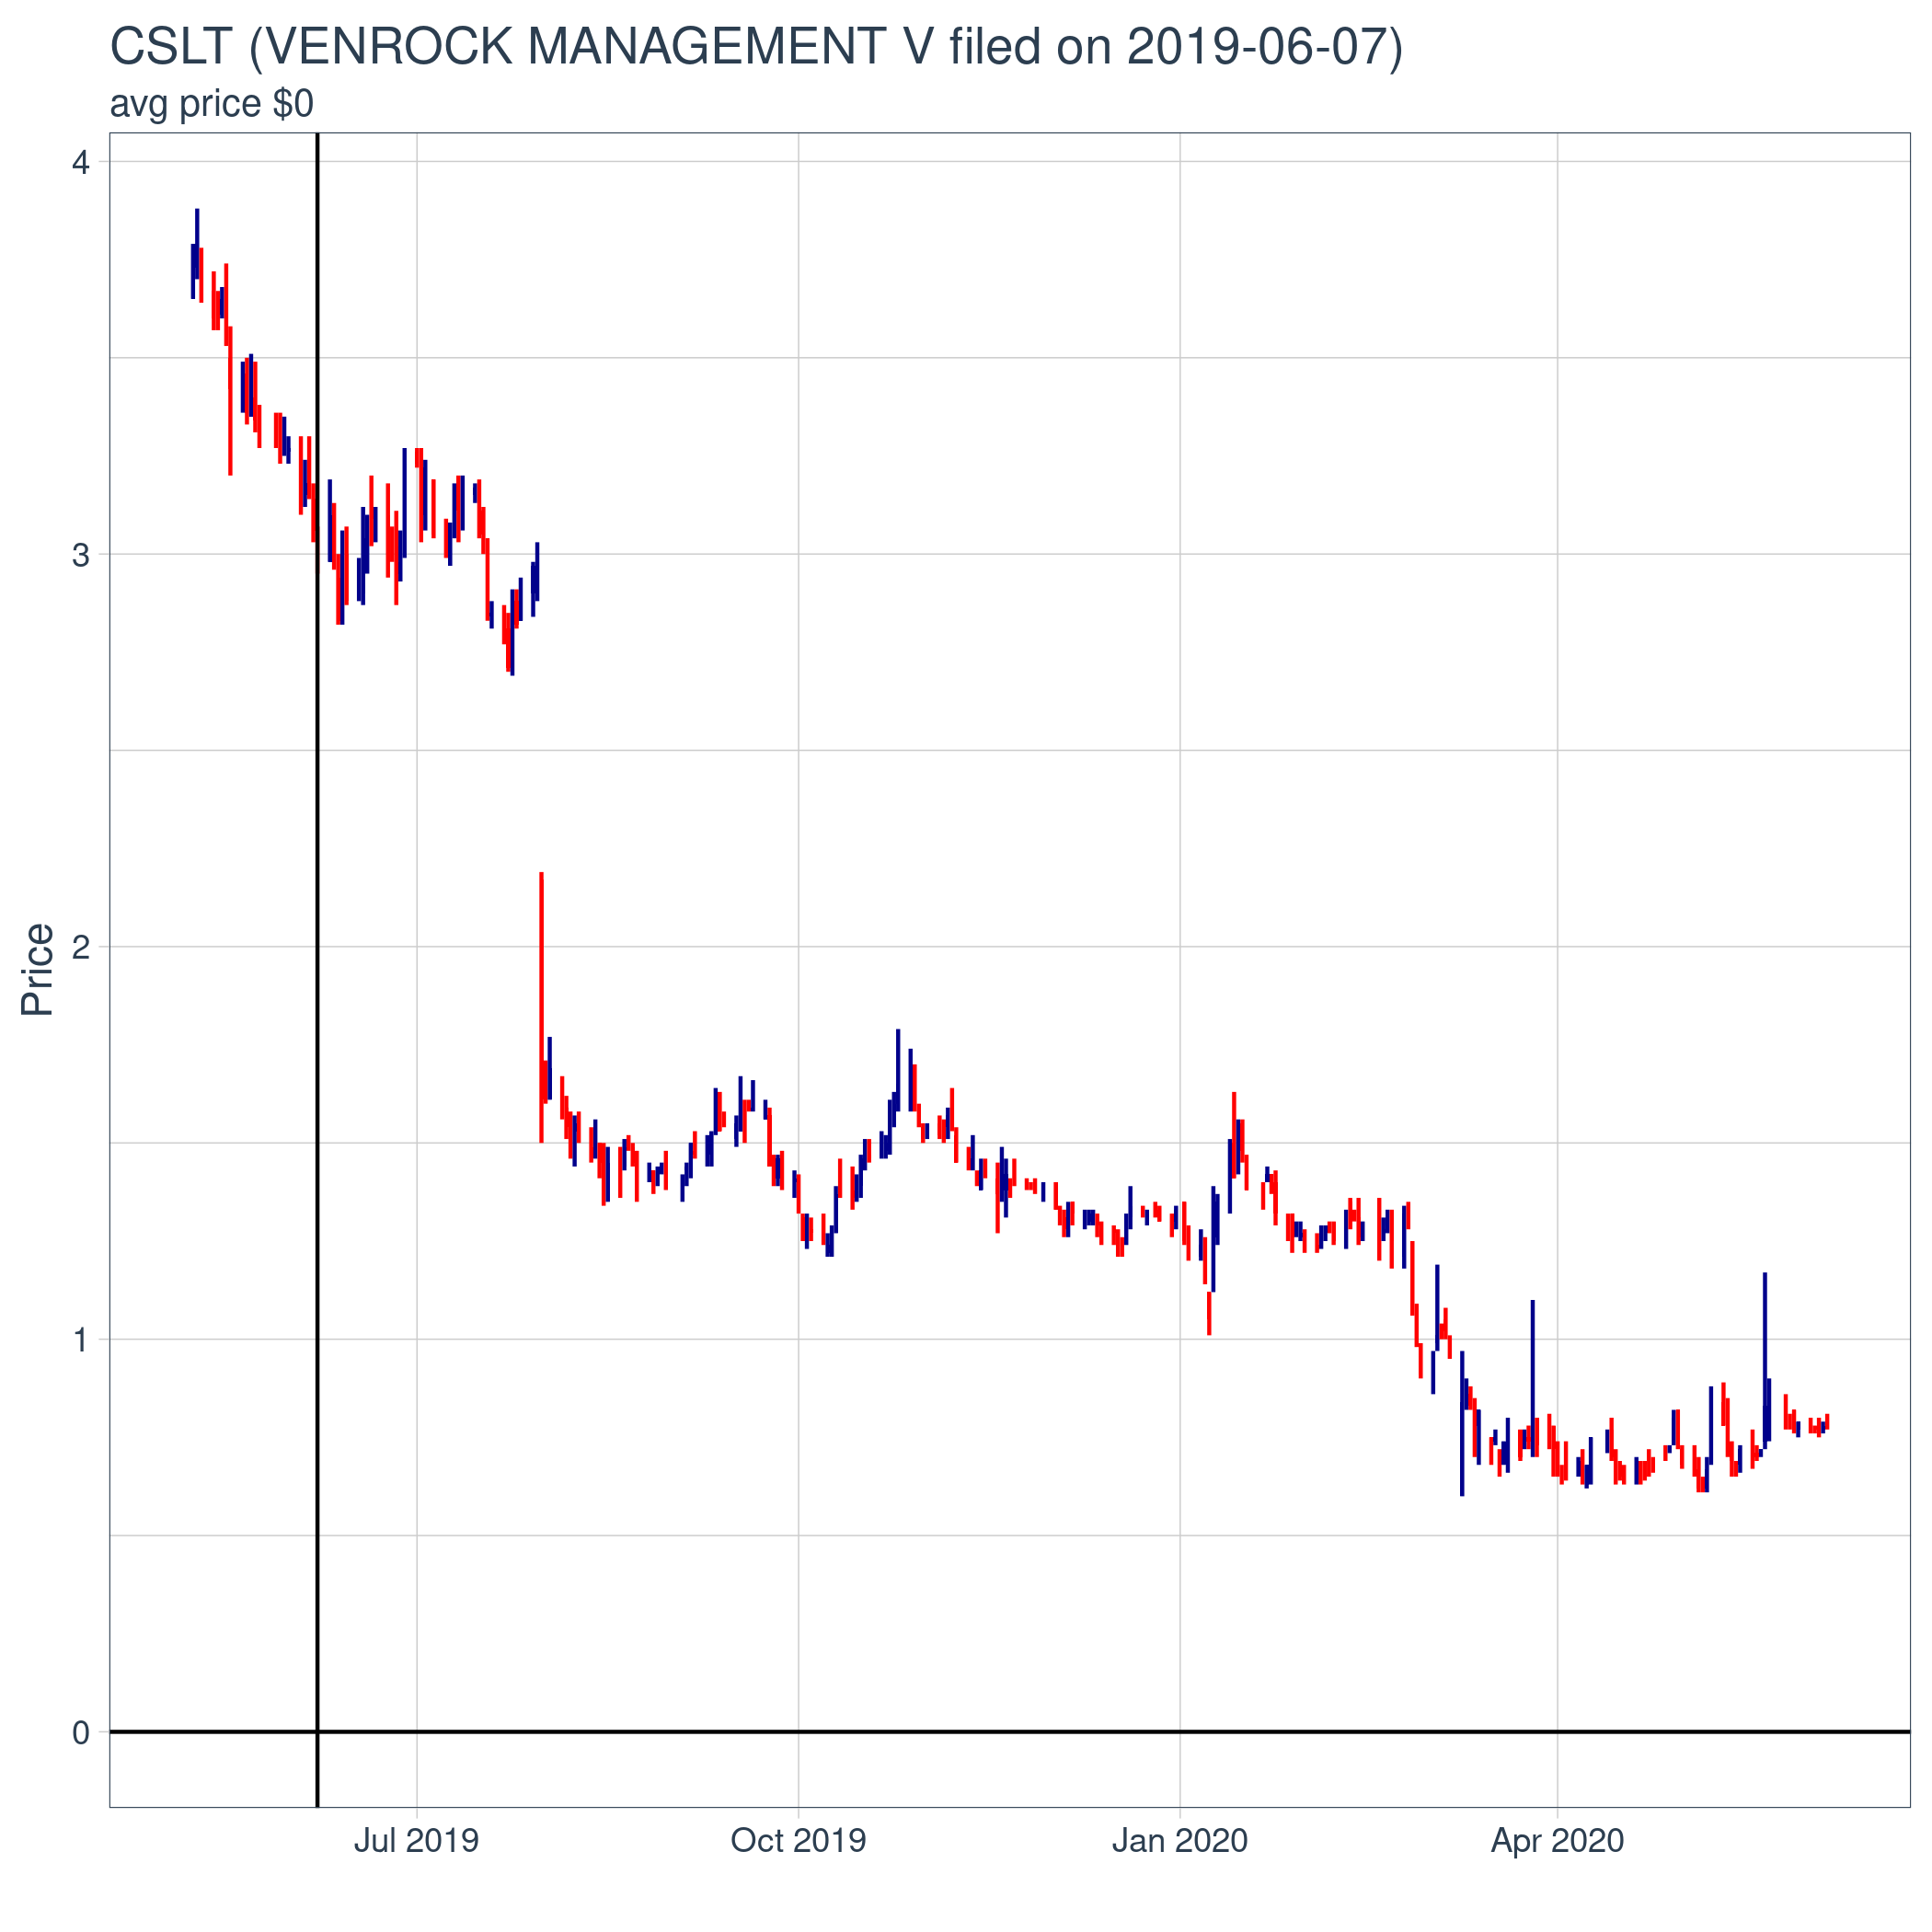 CSLT (VENROCK MANAGEMENT V filed on 2019-06-07)
avg price $0
4
3
2
1
0
Price
Jul 2019
Oct 2019
Jan 2020
Apr 2020